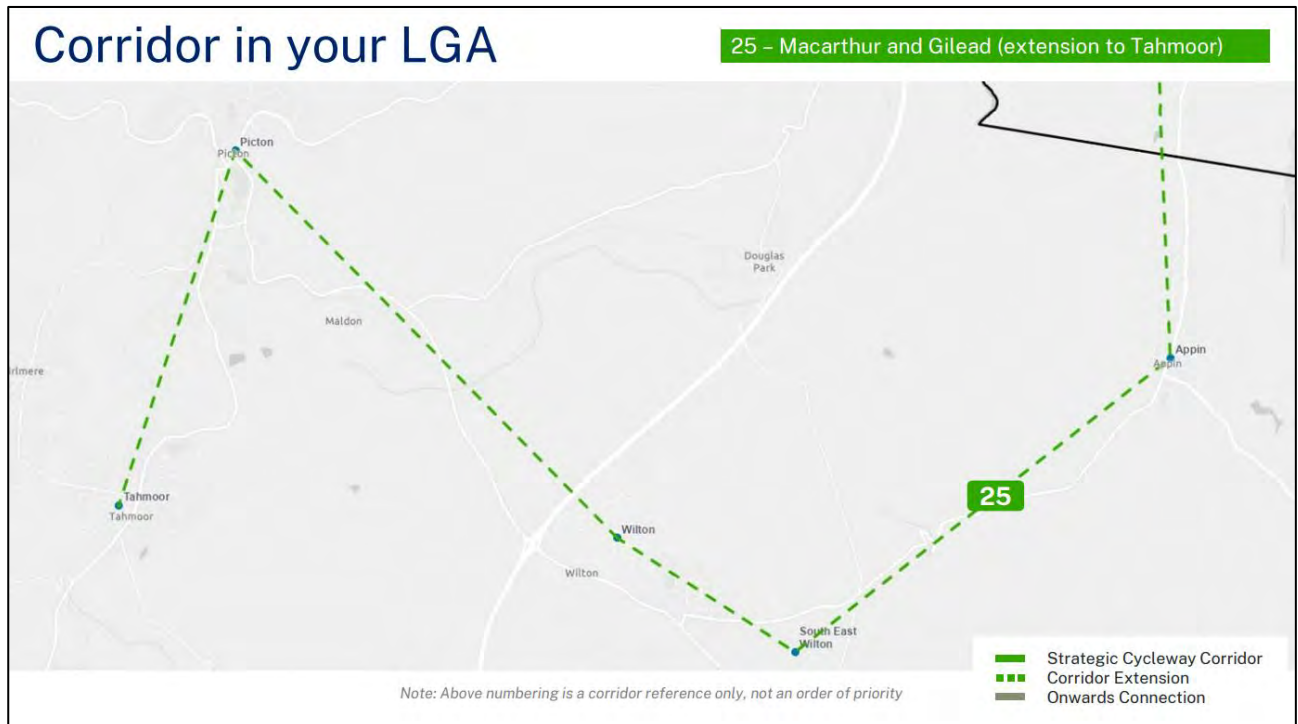 Corridor in your LGA
25 – Macarthur and Gilead (extension to Tahmoor)
Picton
Picton
Douglas
Park
Maldon
Appin
Appin
Tahmoor
Tahmoor
25
Wilton
Wilton
South East
Wilton
Strategic Cycleway Corridor
Corridor Extension
Onwards Connection
Note: Above numbering is a corridor reference only, not an order of priority